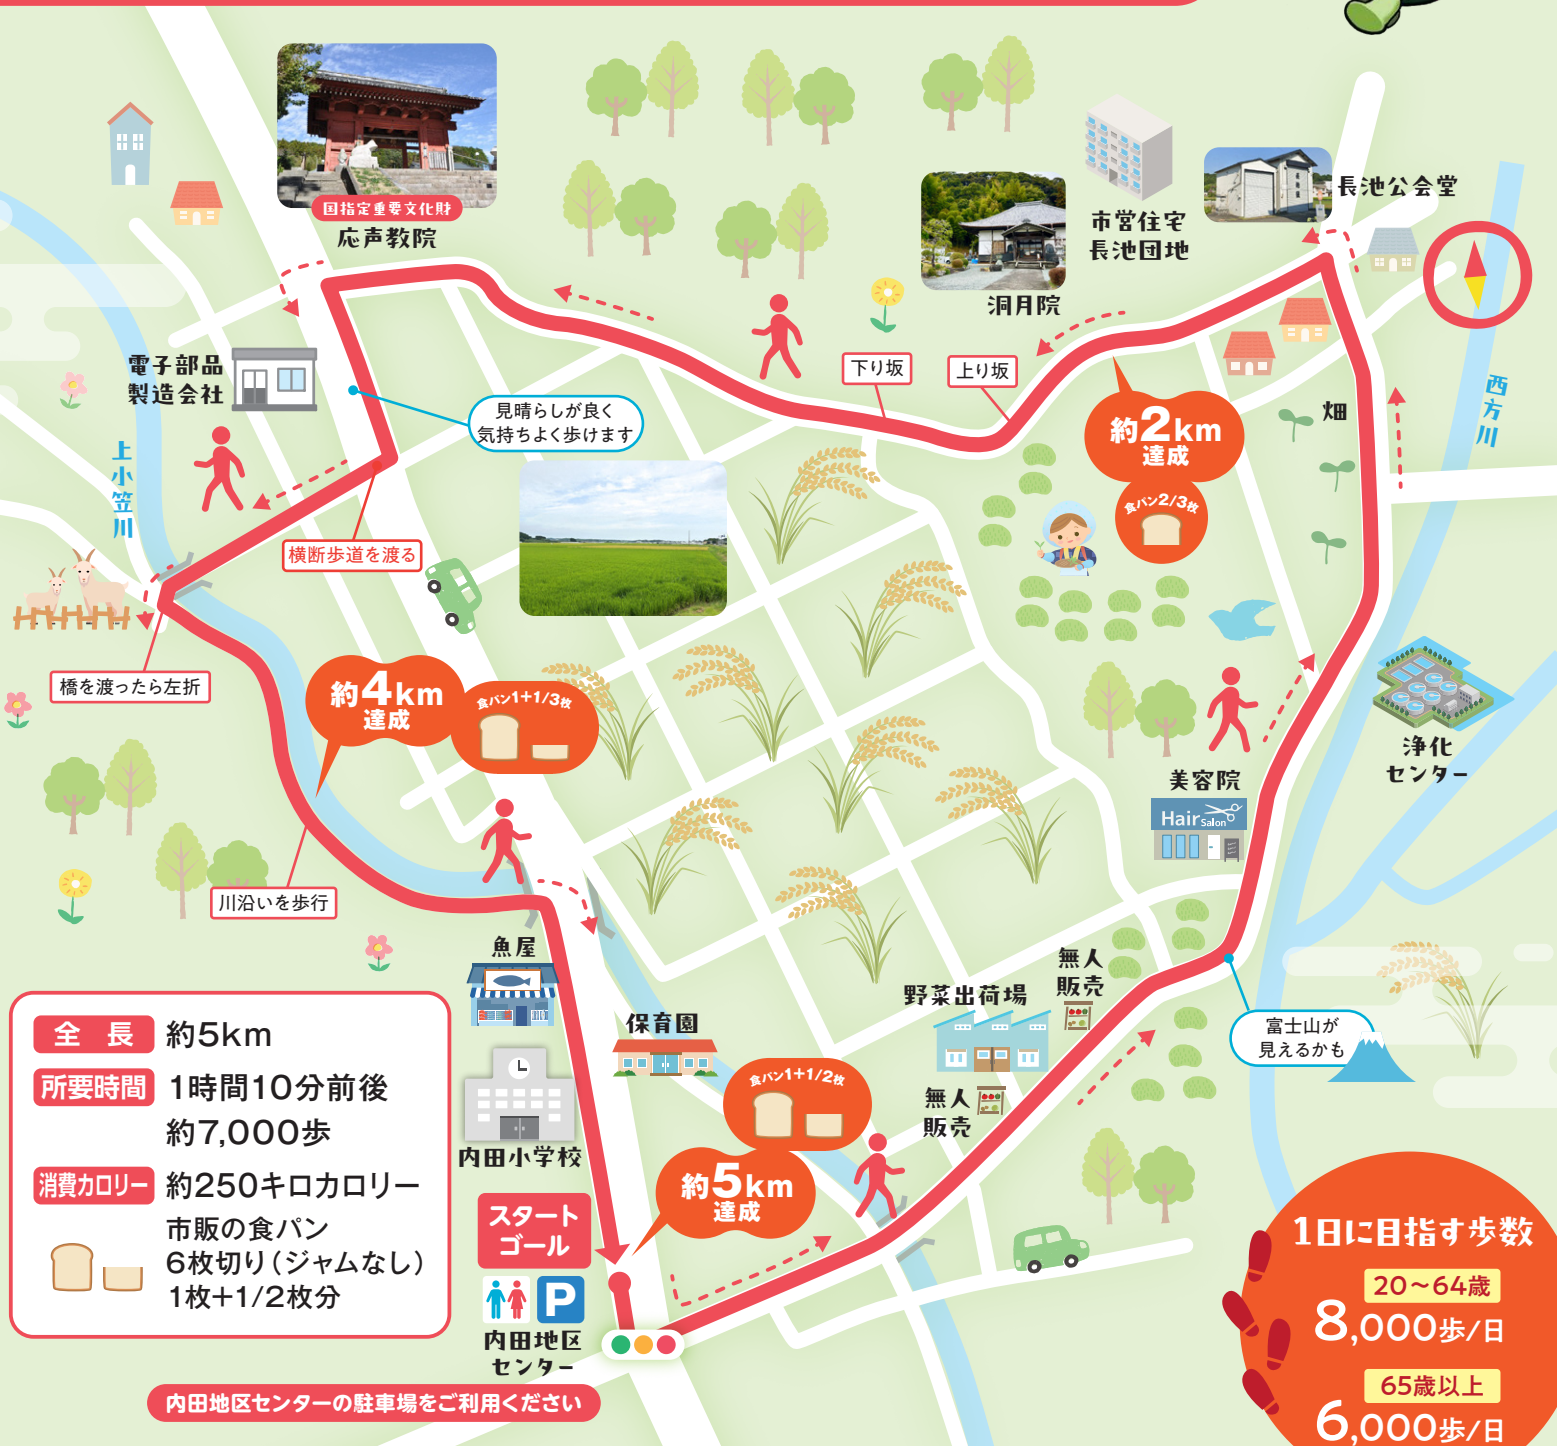 国指定重要文化財
応声教院
市営住宅
長池団地
長池公会堂
洞月院
電子部品
製造会社
見晴らしが良く
気持ちよく歩けます
下り坂
上り坂
約2km
達成
食パン2/3枚
畑
西方川
上小笠川
横断歩道を渡る
橋を渡ったら左折
約4km
達成
食パン1+1/3枚
浄化
センター
美容院
Hair Salon
川沿いを歩行
魚屋
保育園
野菜出荷場
無人
販売
無人
販売
富士山が
見えるかも
内田小学校
食パン1+1/2枚
約5km
達成
スタート
ゴール
P
内田地区
センター
内田地区センターの駐車場をご利用ください
全 長 約5km
所要時間 1時間10分前後
約7,000歩
消費カロリー 約250キロカロリー
市販の食パン
6枚切り(ジャムなし)
1枚+1/2枚分
1日に目指す歩数
20〜64歳
8,000歩/日
65歳以上
6,000歩/日